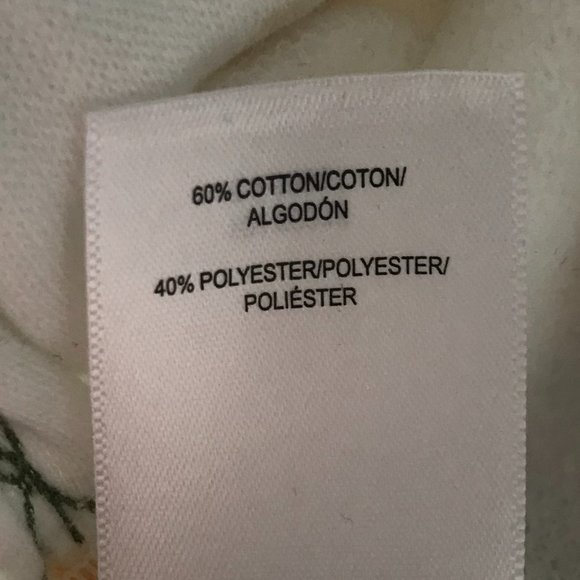 60% COTTON/COTON/
ALGODÓN
40% POLYESTER/POLYESTER/
POLIÉSTER